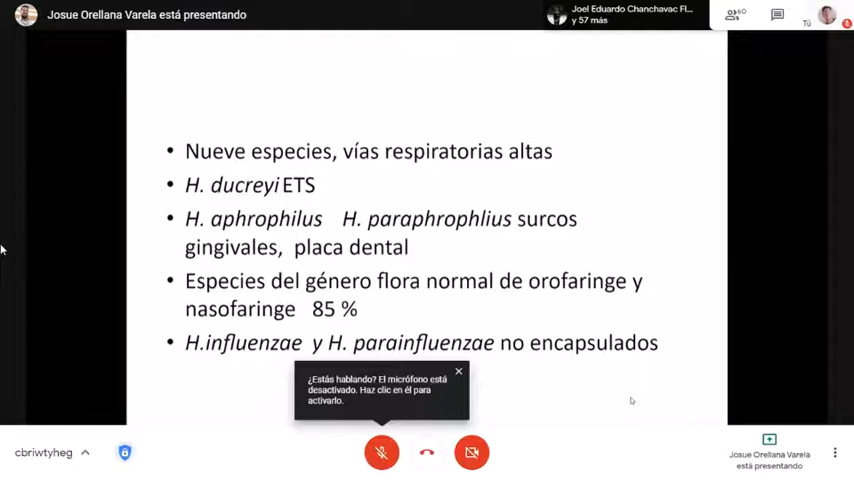 Josue Orellana Varela está presentando
Joel Eduardo Chanchavac Fl...
y 57 más
60
Tú
• Nueve especies, vías respiratorias altas
• H. ducreyi ETS
• H. aphrophilus H. paraphrophlius surcos
gingivales, placa dental
• Especies del género flora normal de orofaringe y
nasofaringe 85 %
• H.influenzae y H. parainfluenzae no encapsulados
¿Estás hablando? El micrófono está
desactivado. Haz clic en él para
activarlo.
cbriwtyheg
Josue Orellana Varela
está presentando